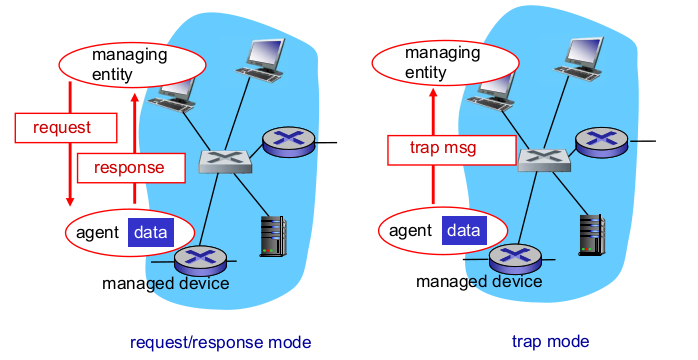 managing
entity
request
response
agent
data
managed device
request/response mode
managing
entity
trap msg
agent
data
managed device
trap mode